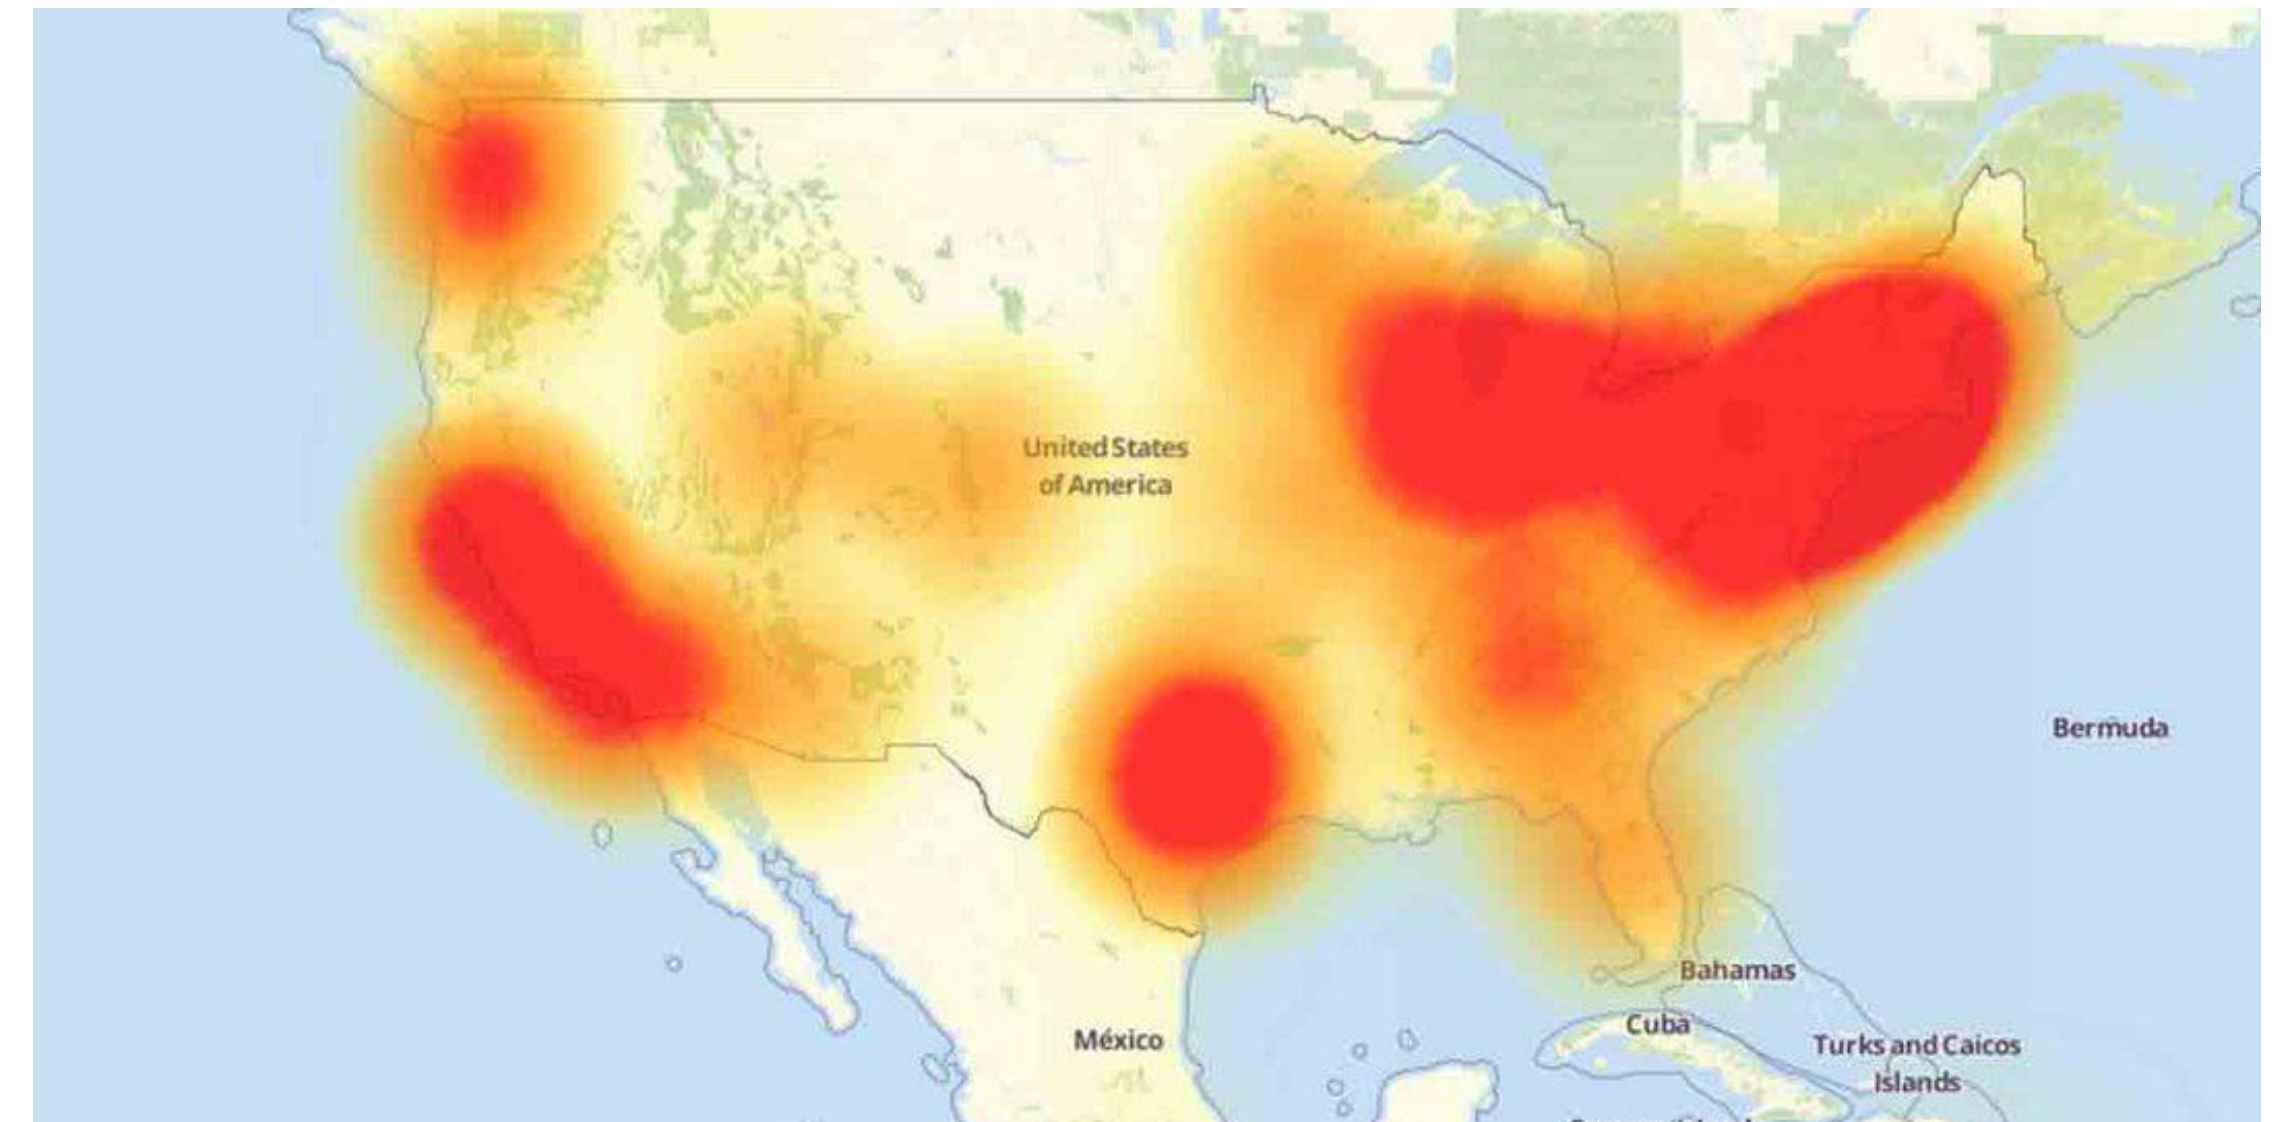 United States
of America
Bermuda
Bahamas
Cuba
México
Turks and Caicos
Islands